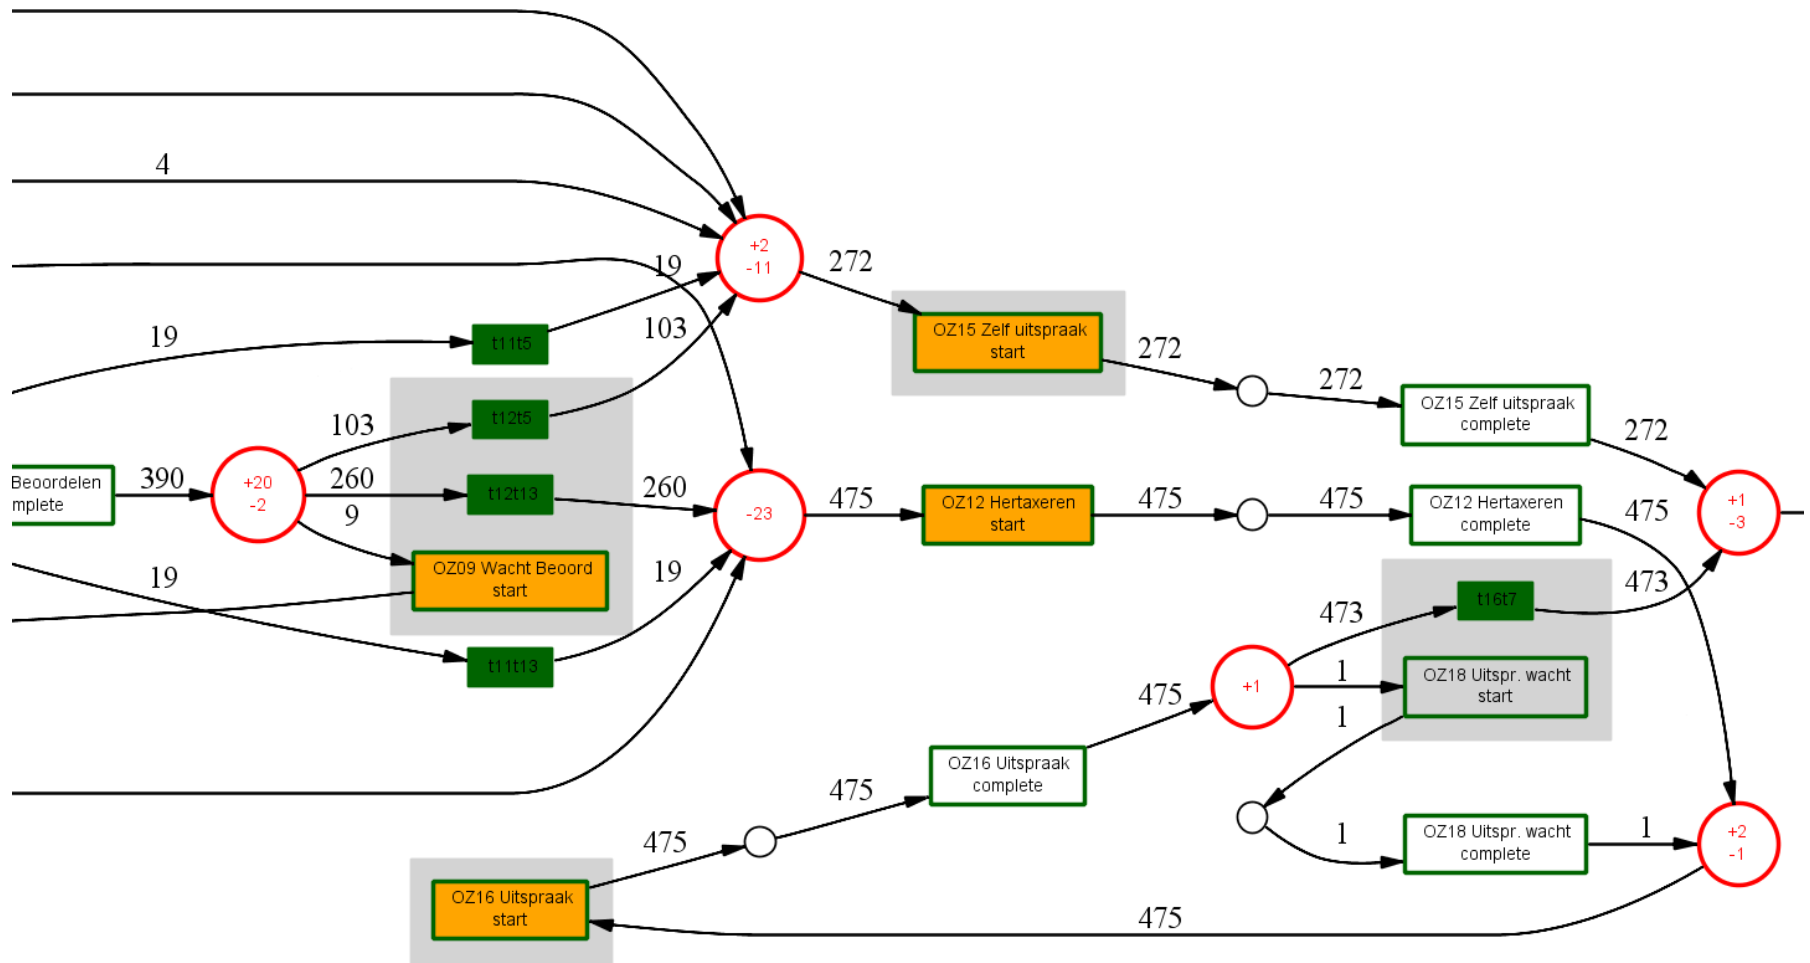 4
+2
-11
272
19
19
t11t5
103
OZ15 Zelf uitspraak
start
272
272
OZ15 Zelf uitspraak
complete
272
103
t12t5
Beoordelen
mplete
390
+20
-2
260
t12t13
260
9
-23
475
OZ12 Hertaxeren
start
475
475
OZ12 Hertaxeren
complete
475
+1
-3
OZ09 Wacht Beoord
start
19
19
t11t13
473
t16t7
473
+1
1
OZ18 Uitspr. wacht
start
1
475
OZ16 Uitspraak
complete
475
475
1
OZ18 Uitspr. wacht
complete
1
+2
-1
OZ16 Uitspraak
start
475